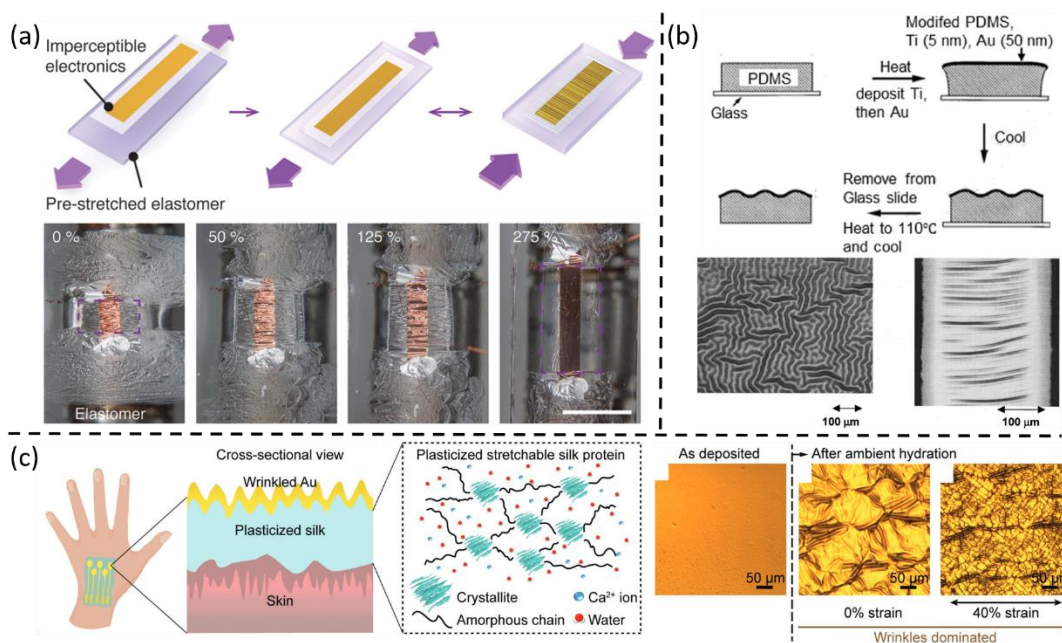 (a)
Imperceptible
electronics
Pre-stretched elastomer
0 %
50 %
125 %
275 %
Elastomer
(b)
Modifed PDMS,
Ti (5 nm), Au (50 nm)
PDMS
Glass
Heat
deposit Ti,
then Au
Cool
Remove from
Glass slide
Heat to 110°C
and cool
100 µm
100 µm
(c)
Cross-sectional view
Wrinkled Au
Plasticized silk
Skin
Plasticized stretchable silk protein
Crystallite
Ca²⁺ ion
Amorphous chain
Water
As deposited
After ambient hydration
50 µm
50 µm
50 µm
0% strain
40% strain
Wrinkles dominated